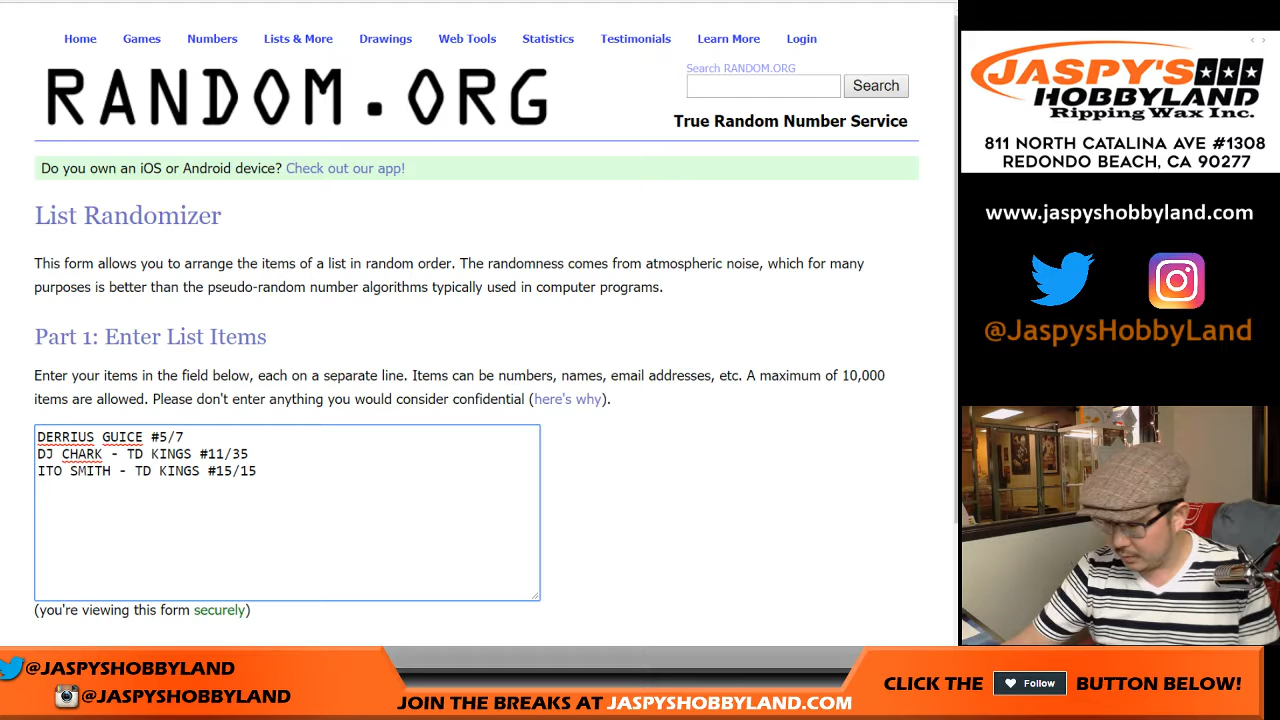 Home Games Numbers Lists & More Drawings Web Tools Statistics Testimonials Learn More Login
RANDOM.ORG
Search RANDOM.ORG
Search
True Random Number Service
Do you own an iOS or Android device? Check out our app!
List Randomizer
This form allows you to arrange the items of a list in random order. The randomness comes from atmospheric noise, which for many
purposes is better than the pseudo-random number algorithms typically used in computer programs.
Part 1: Enter List Items
Enter your items in the field below, each on a separate line. Items can be numbers, names, email addresses, etc. A maximum of 10,000
items are allowed. Please don't enter anything you would consider confidential (here's why).
DERRIUS GUICE #5/7
DJ CHARK - TD KINGS #11/35
ITO SMITH - TD KINGS #15/15
(you're viewing this form securely)
JASPY'S
HOBBYLAND
Ripping Wax Inc.
811 NORTH CATALINA AVE #1308
REDONDO BEACH, CA 90277
www.jaspyshobbyland.com
@JaspysHobbyLand
@JASPYSHOBBYLAND
@JASPYSHOBBYLAND
JOIN THE BREAKS AT JASPYSHOBBYLAND.COM
CLICK THE Follow BUTTON BELOW!